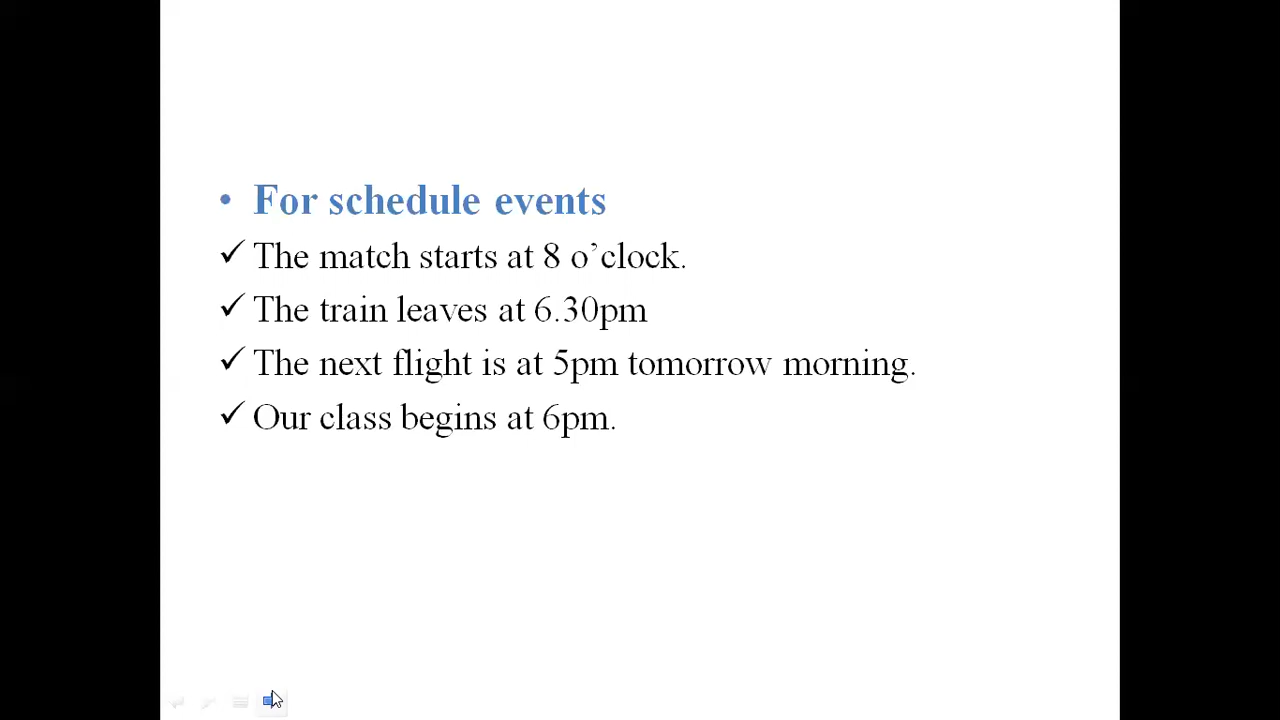 • For schedule events
✓ The match starts at 8 o’clock.
✓ The train leaves at 6.30pm
✓ The next flight is at 5pm tomorrow morning.
✓ Our class begins at 6pm.